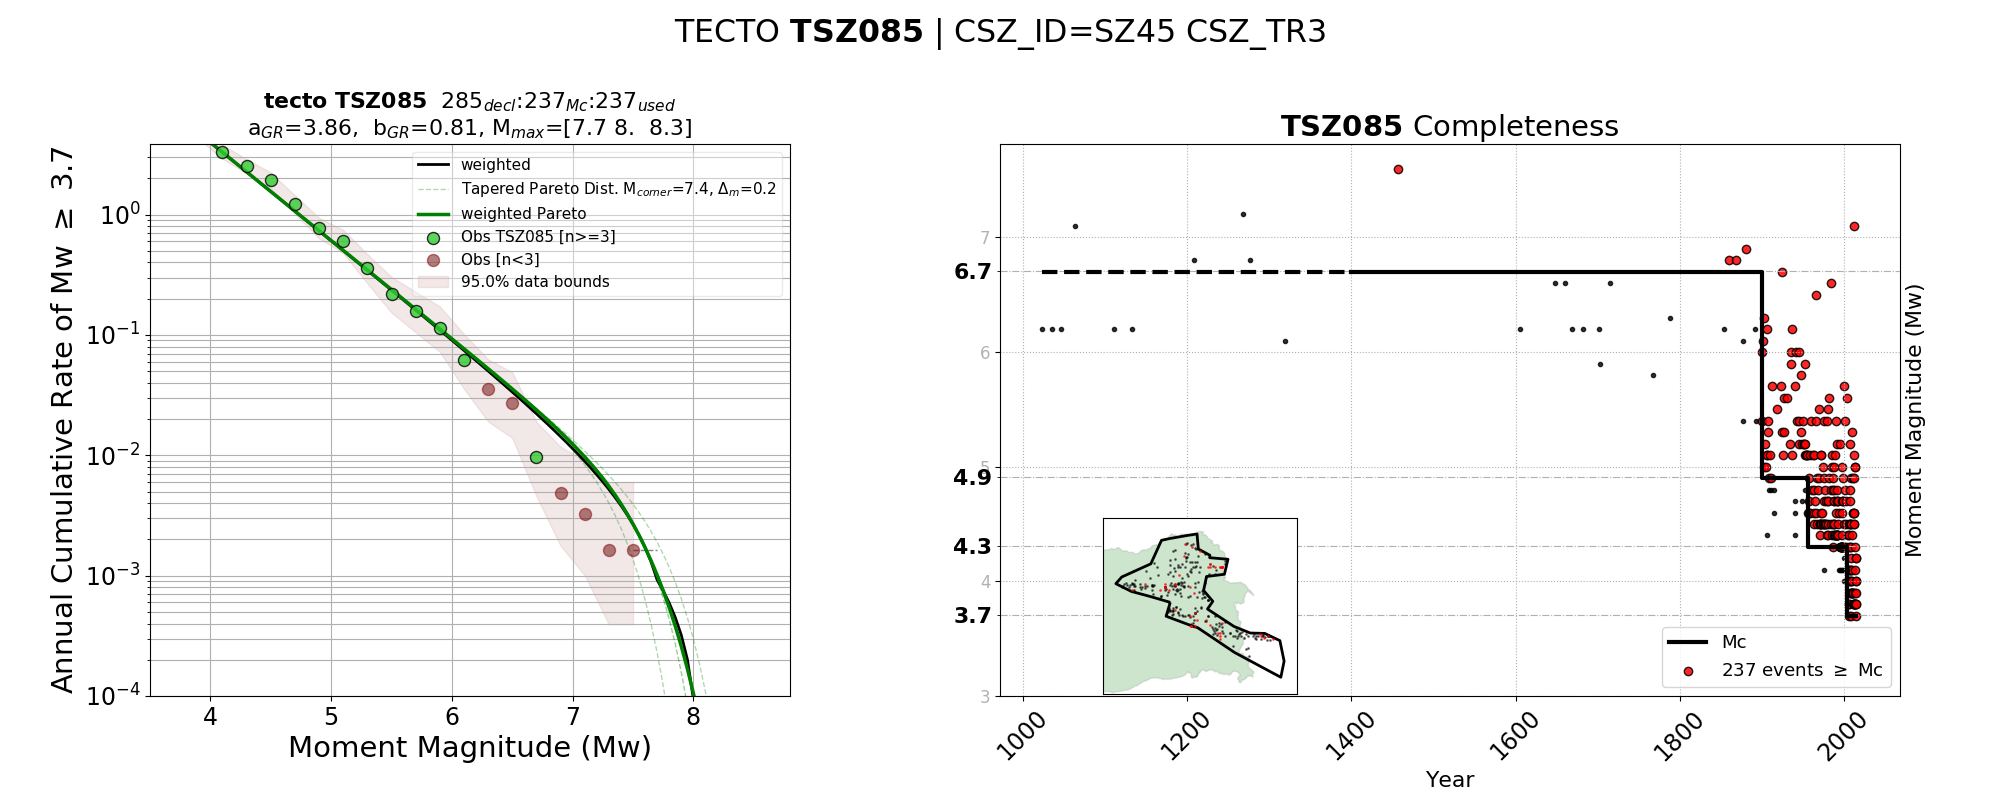 TECTO TSZ085 | CSZ_ID=SZ45 CSZ_TR3
tecto TSZ085 285decl:237Mc:237used
aGR=3.86, bGR=0.81, Mmax=[7.7 8. 8.3]
Annual Cumulative Rate of Mw ≥ 3.7
10^0
10^−1
10^−2
10^−3
10^−4
4 5 6 7 8
Moment Magnitude (Mw)
weighted
Tapered Pareto Dist. Mcorner=7.4, Δm=0.2
weighted Pareto
Obs TSZ085 [n>=3]
Obs [n<3]
95.0% data bounds
TSZ085 Completeness
7
6.7
6
5
4.9
4.3
4
3.7
3
1000 1200 1400 1600 1800 2000
Year
Moment Magnitude (Mw)
Mc
237 events ≥ Mc